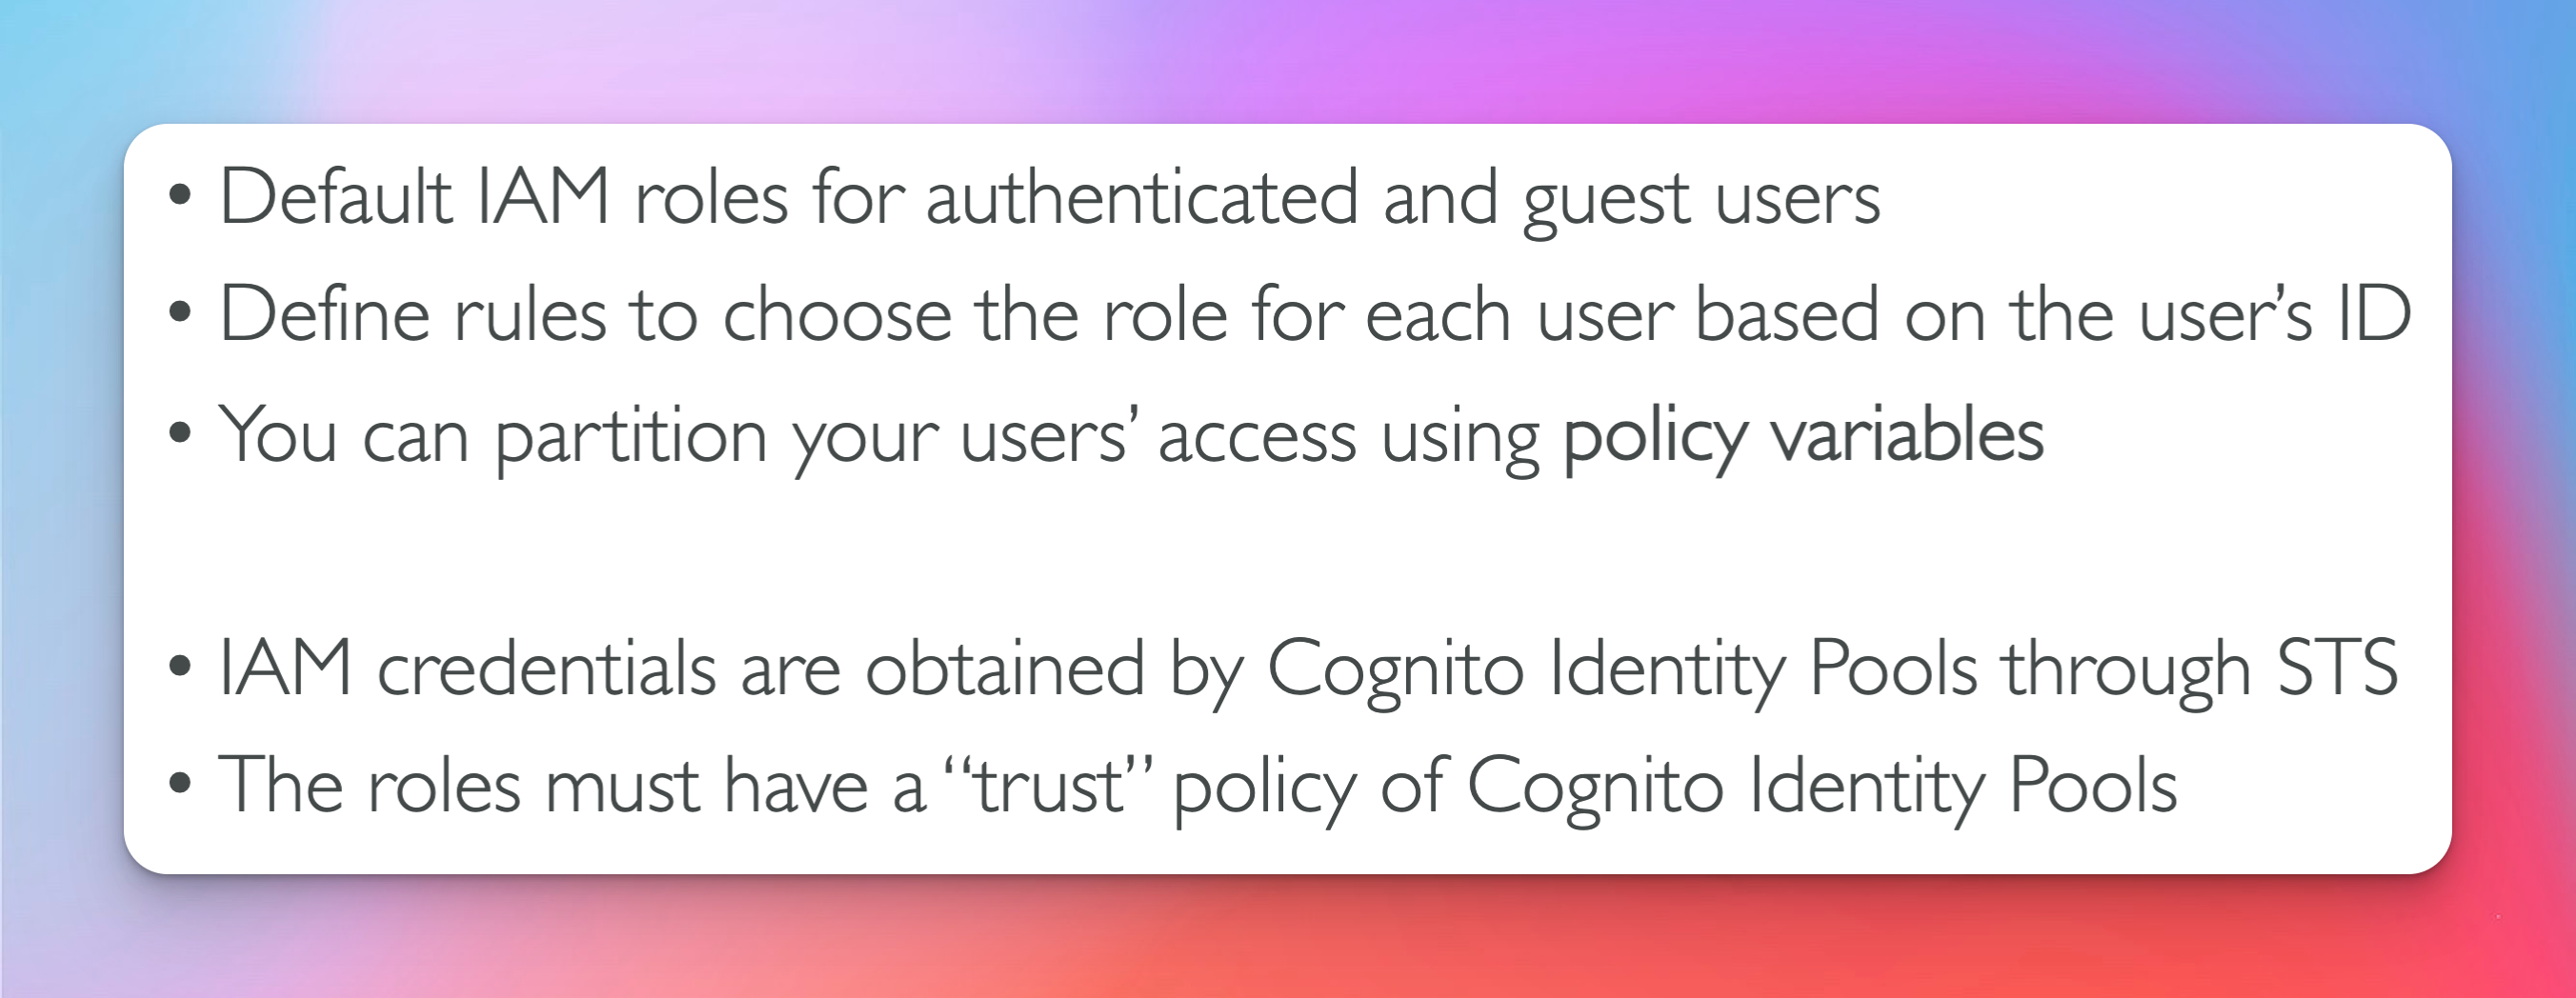 • Default IAM roles for authenticated and guest users
• Define rules to choose the role for each user based on the user’s ID
• You can partition your users’ access using policy variables
• IAM credentials are obtained by Cognito Identity Pools through STS
• The roles must have a “trust” policy of Cognito Identity Pools